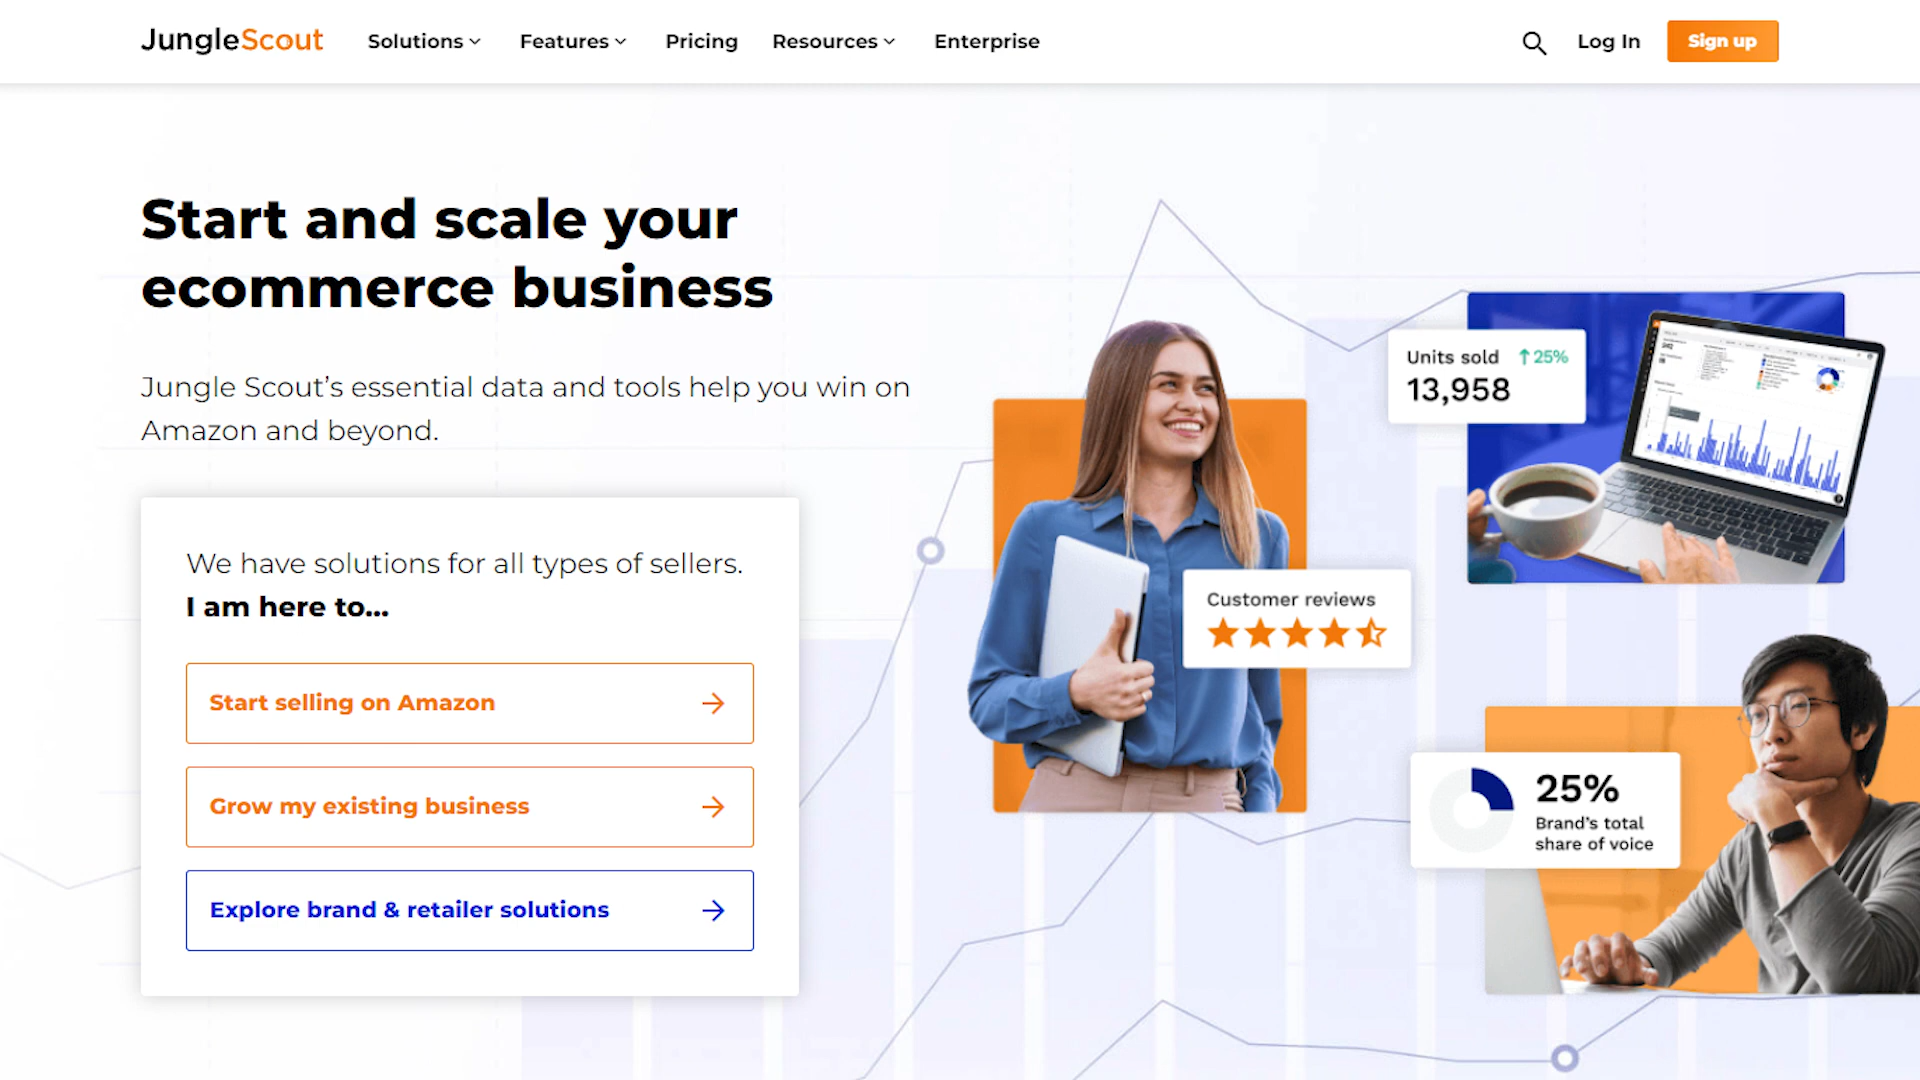 JungleScout
Solutions
Features
Pricing
Resources
Enterprise
Log In
Sign up
Start and scale your
ecommerce business
Jungle Scout’s essential data and tools help you win on
Amazon and beyond.
We have solutions for all types of sellers.
I am here to...
Start selling on Amazon
Grow my existing business
Explore brand & retailer solutions
Units sold ↑25%
13,958
Customer reviews
25%
Brand’s total
share of voice